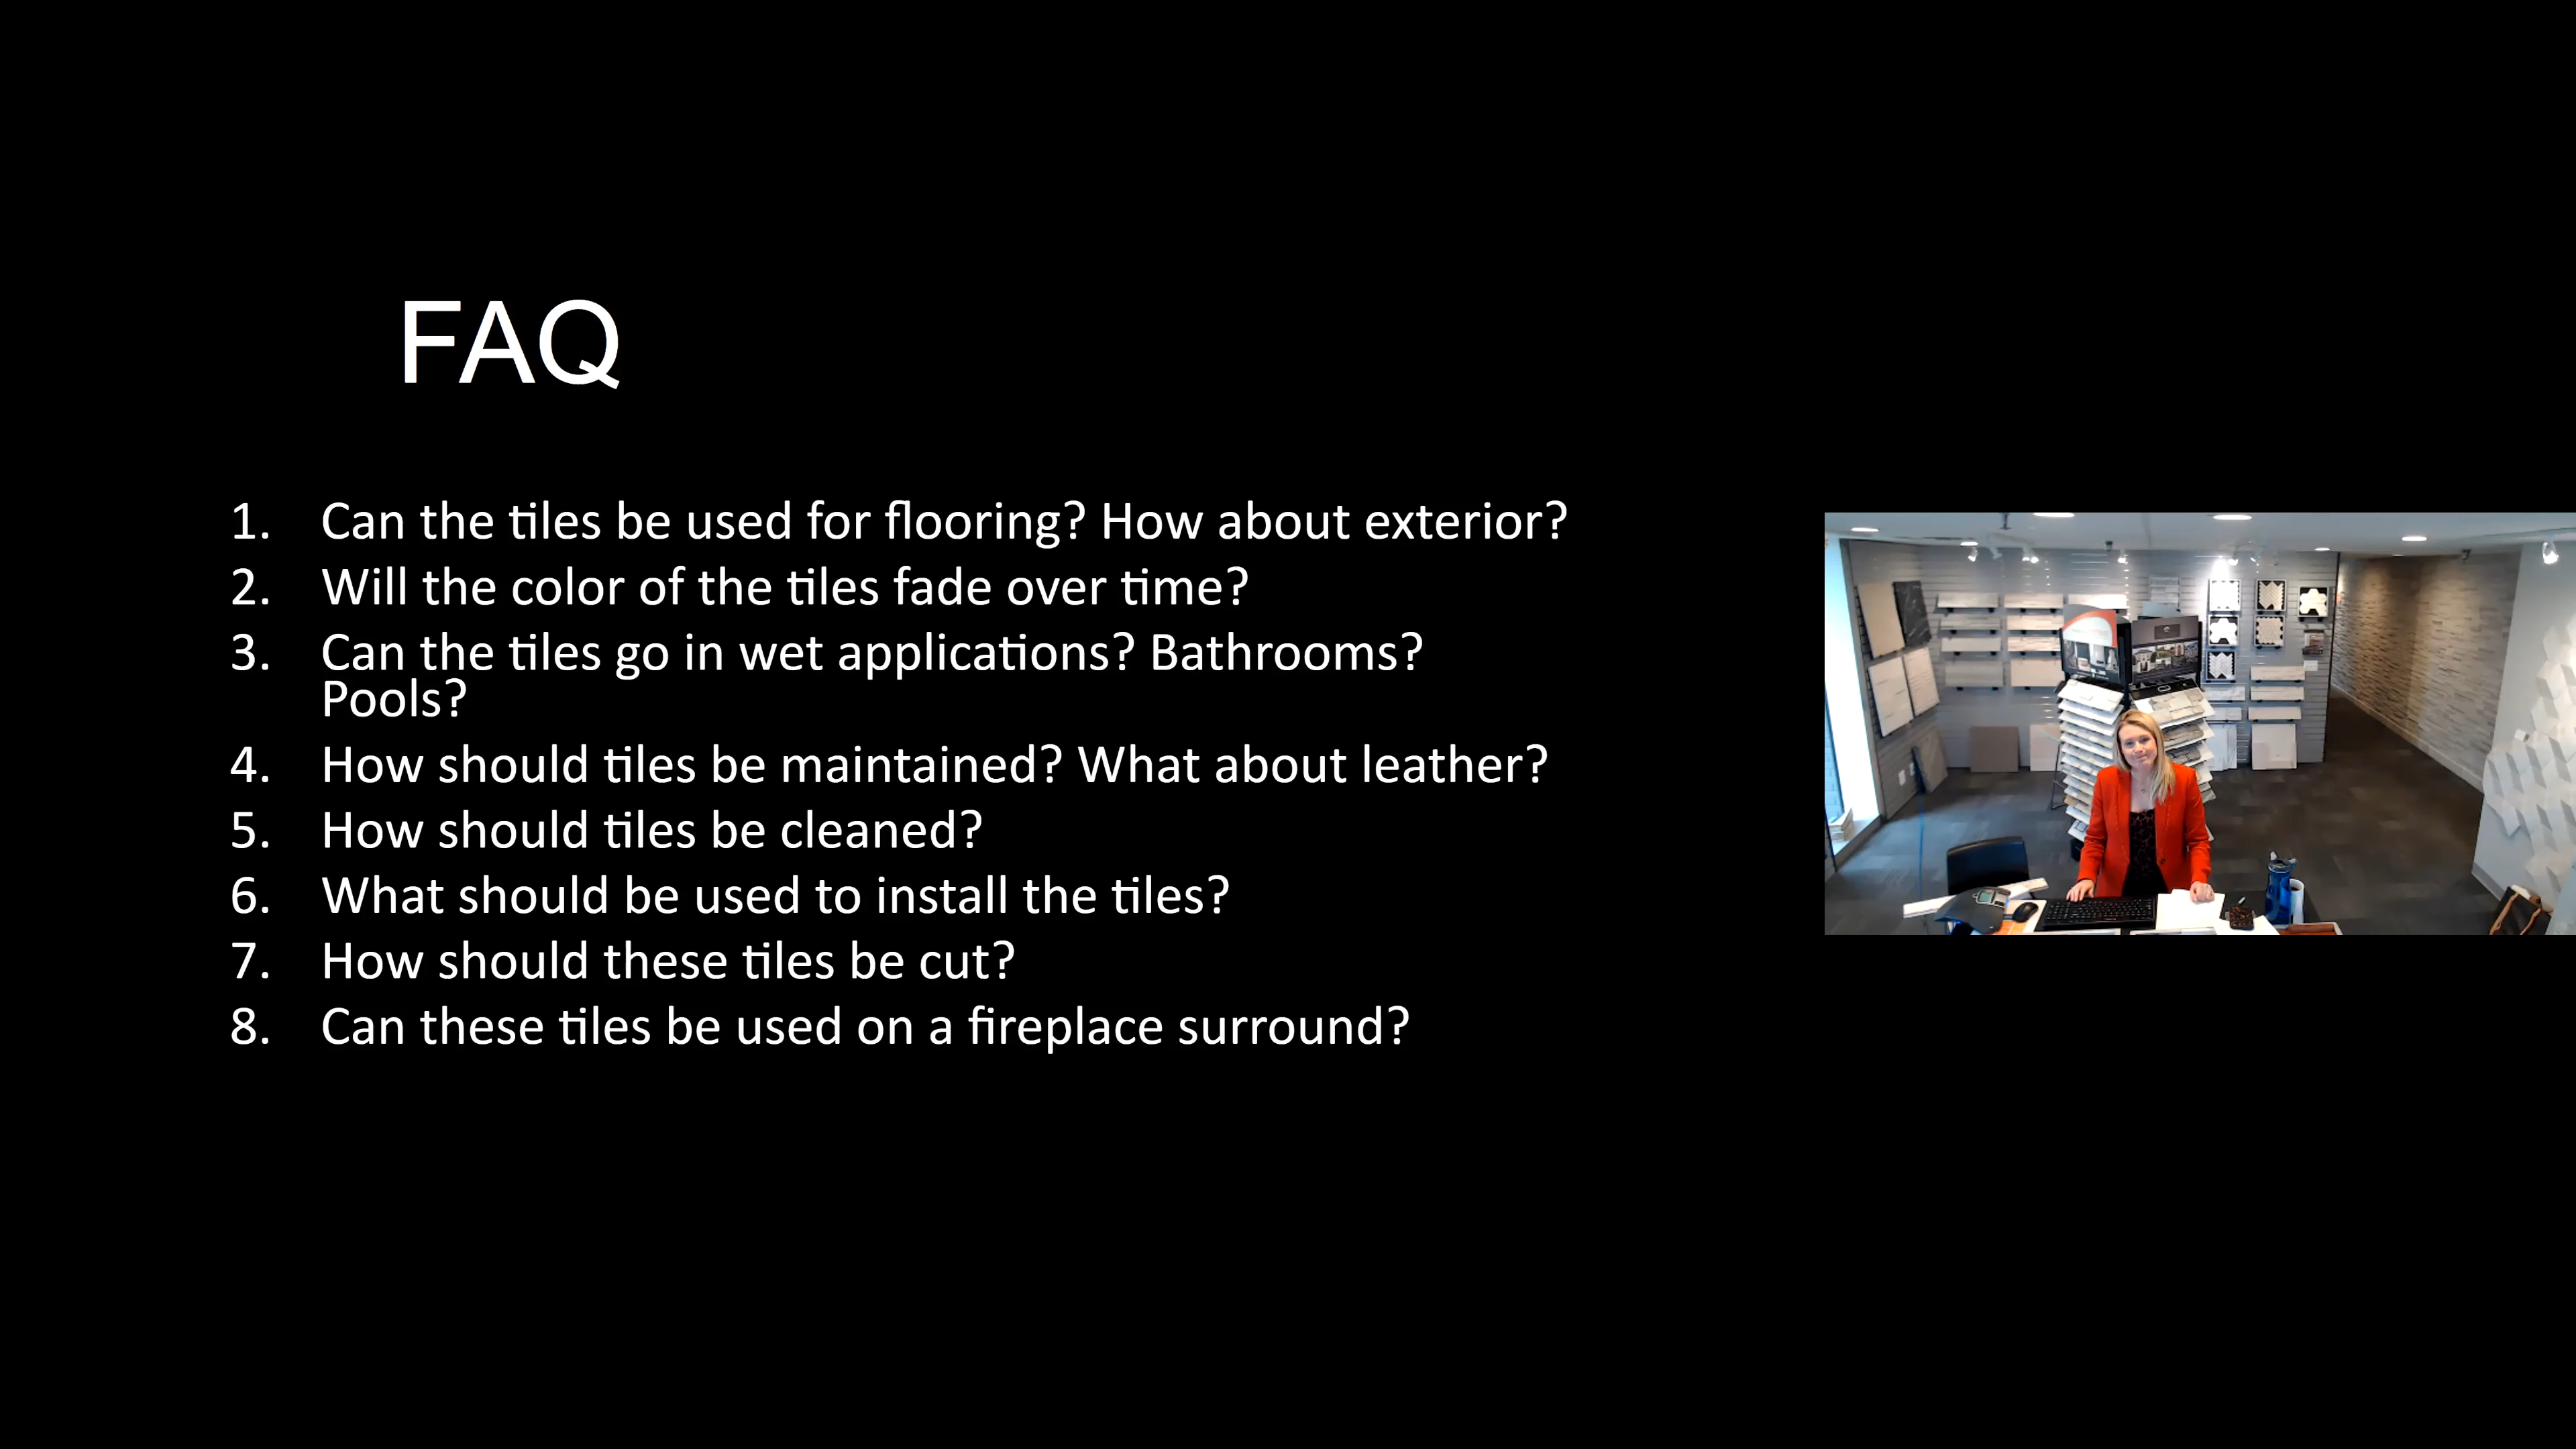 FAQ
1. Can the tiles be used for flooring? How about exterior?
2. Will the color of the tiles fade over time?
3. Can the tiles go in wet applications? Bathrooms?
Pools?
4. How should tiles be maintained? What about leather?
5. How should tiles be cleaned?
6. What should be used to install the tiles?
7. How should these tiles be cut?
8. Can these tiles be used on a fireplace surround?